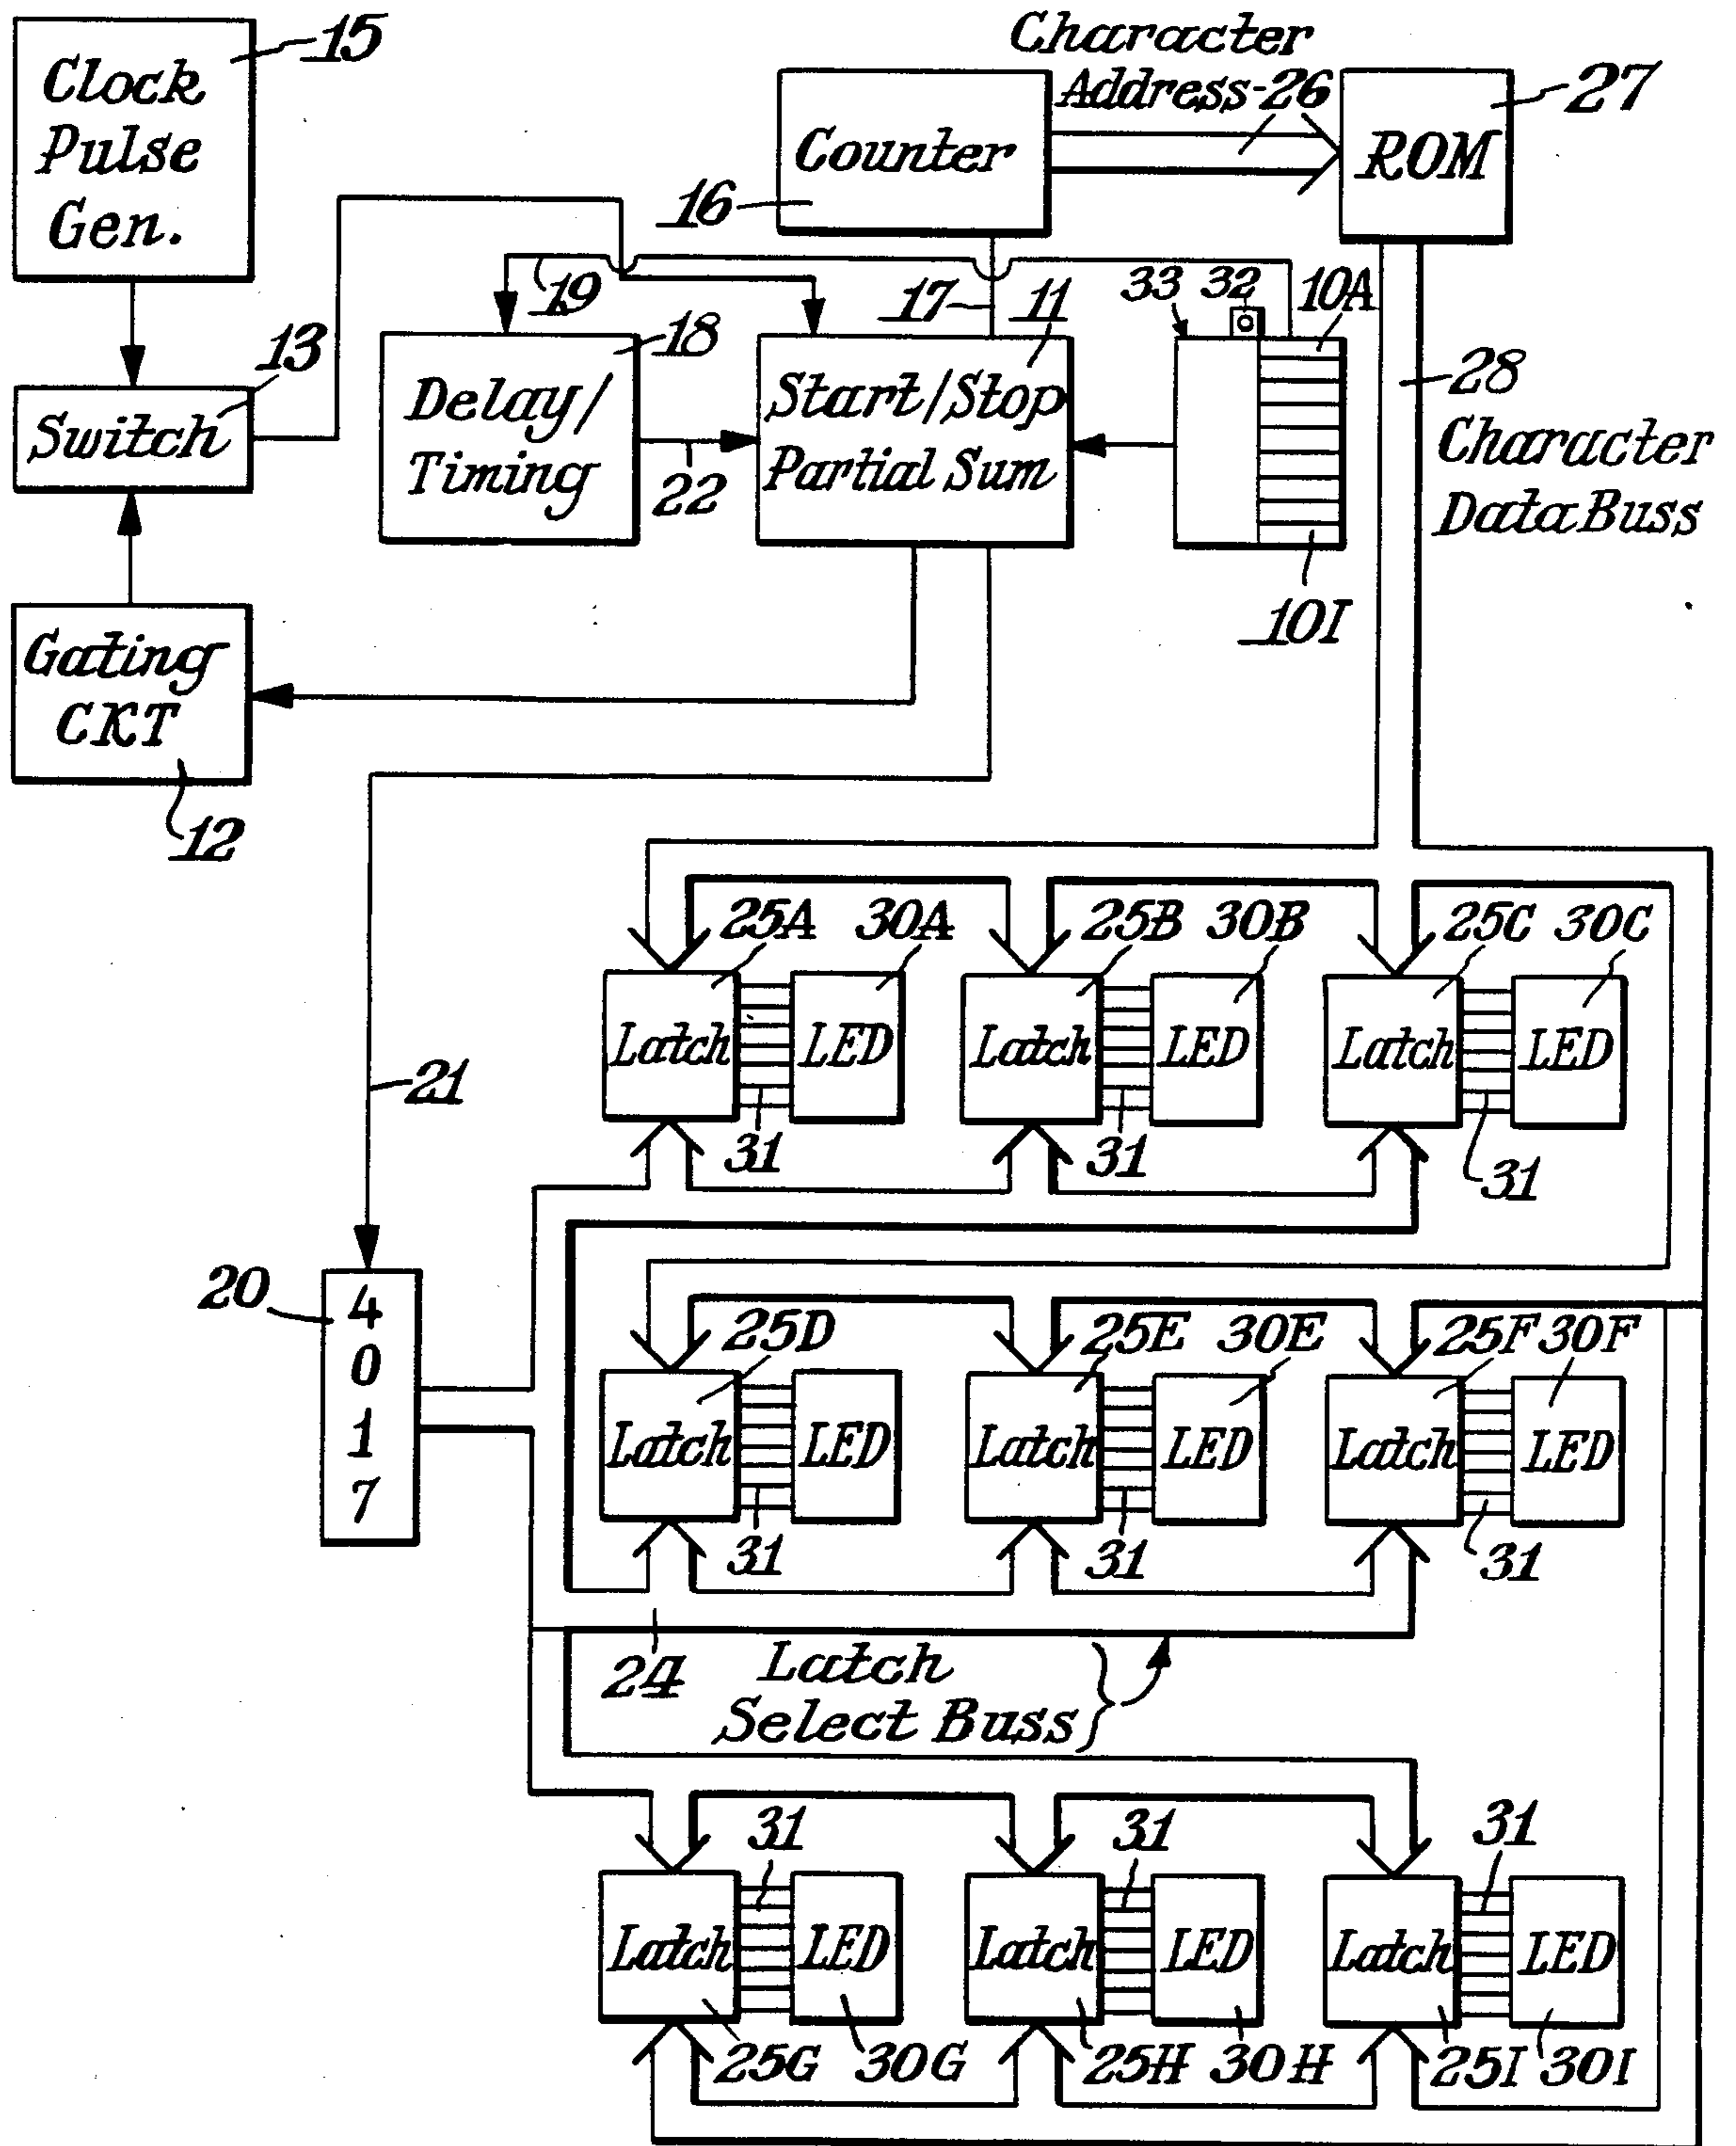 15
Clock
Pulse
Gen.
Character
Address-26
27
Counter
ROM
16
19
17
11
33
32
10A
13
18
28
Switch
Delay/
Timing
22
Start/Stop
Partial Sum
Character
Data Buss
10I
Gating
CKT
12
25A
30A
25B
30B
25C
30C
Latch
LED
Latch
LED
Latch
LED
21
31
31
31
20
4
0
1
7
25D
25E
30E
25F
30F
Latch
LED
Latch
LED
Latch
LED
31
31
31
24
Latch
Select Buss
31
31
31
Latch
LED
Latch
LED
Latch
LED
25G
30G
25H
30H
25I
30I